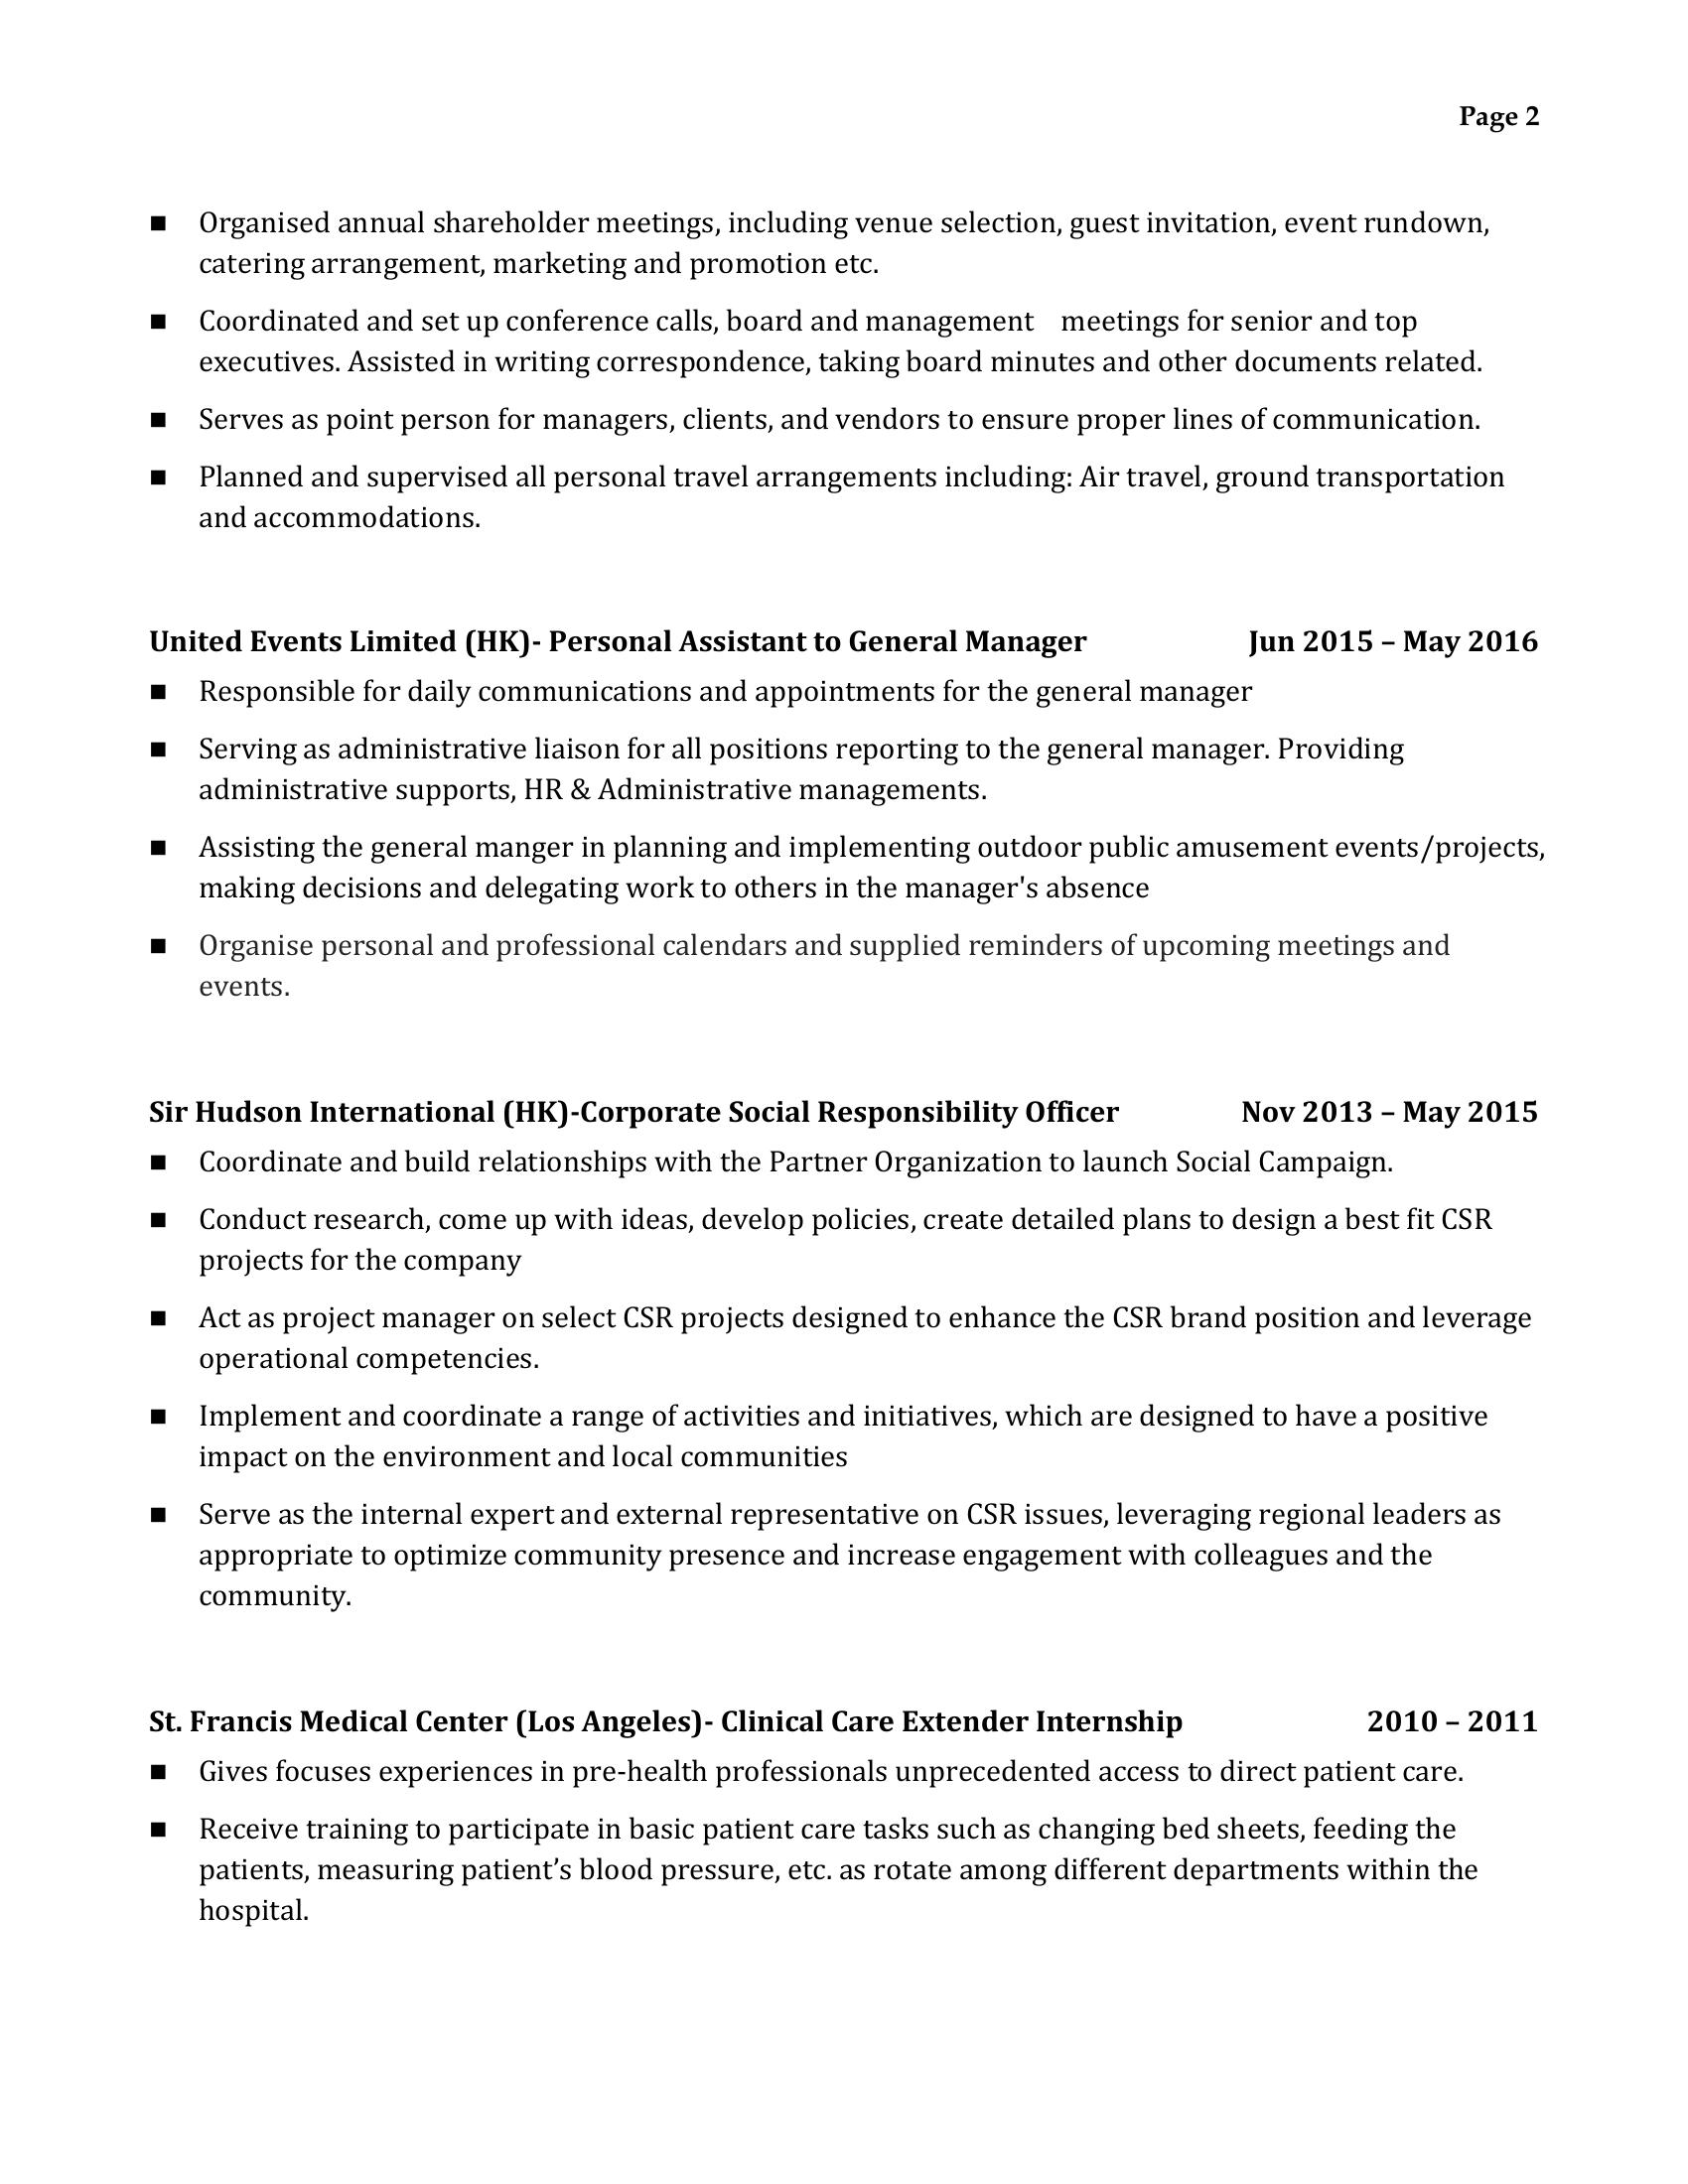 Page 2
■ Organised annual shareholder meetings, including venue selection, guest invitation, event rundown,
catering arrangement, marketing and promotion etc.
■ Coordinated and set up conference calls, board and management    meetings for senior and top
executives. Assisted in writing correspondence, taking board minutes and other documents related.
■ Serves as point person for managers, clients, and vendors to ensure proper lines of communication.
■ Planned and supervised all personal travel arrangements including: Air travel, ground transportation
and accommodations.
United Events Limited (HK)- Personal Assistant to General Manager Jun 2015 – May 2016
■ Responsible for daily communications and appointments for the general manager
■ Serving as administrative liaison for all positions reporting to the general manager. Providing
administrative supports, HR & Administrative managements.
■ Assisting the general manger in planning and implementing outdoor public amusement events/projects,
making decisions and delegating work to others in the manager's absence
■ Organise personal and professional calendars and supplied reminders of upcoming meetings and
events.
Sir Hudson International (HK)-Corporate Social Responsibility Officer Nov 2013 – May 2015
■ Coordinate and build relationships with the Partner Organization to launch Social Campaign.
■ Conduct research, come up with ideas, develop policies, create detailed plans to design a best fit CSR
projects for the company
■ Act as project manager on select CSR projects designed to enhance the CSR brand position and leverage
operational competencies.
■ Implement and coordinate a range of activities and initiatives, which are designed to have a positive
impact on the environment and local communities
■ Serve as the internal expert and external representative on CSR issues, leveraging regional leaders as
appropriate to optimize community presence and increase engagement with colleagues and the
community.
St. Francis Medical Center (Los Angeles)- Clinical Care Extender Internship 2010 – 2011
■ Gives focuses experiences in pre-health professionals unprecedented access to direct patient care.
■ Receive training to participate in basic patient care tasks such as changing bed sheets, feeding the
patients, measuring patient’s blood pressure, etc. as rotate among different departments within the
hospital.